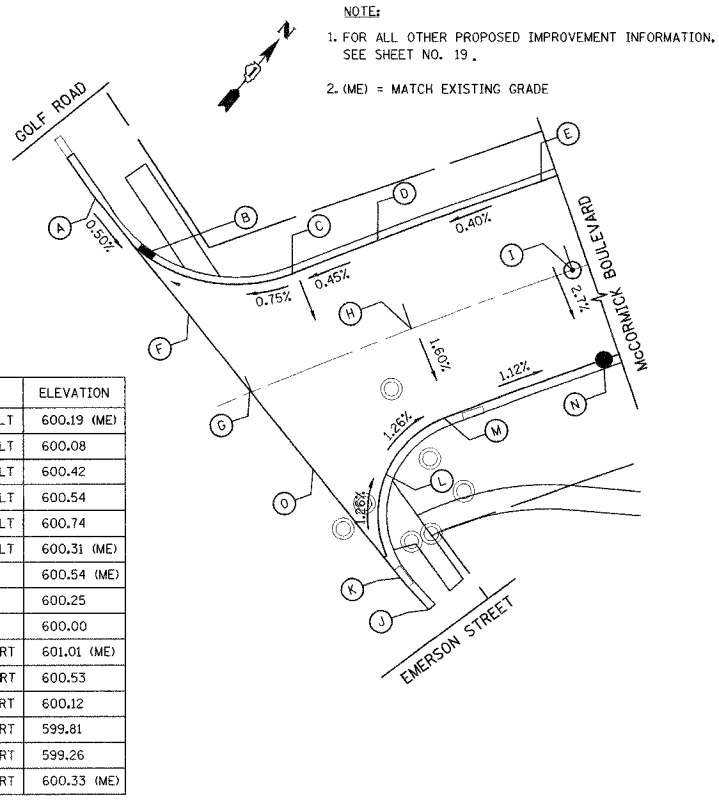 NOTE:
1. FOR ALL OTHER PROPOSED IMPROVEMENT INFORMATION,
SEE SHEET NO. 19 .
2. (ME) = MATCH EXISTING GRADE
N
GOLF ROAD
A
0.50%
B
C
D
E
0.40%
0.45%
0.75%
I
2.7%
McCORMICK BOULEVARD
H
1.60%
F
G
1.12%
N
M
1.26%
L
1.26%
O
K
J
EMERSON STREET
ELEVATION
LT 600.19 (ME)
LT 600.08
LT 600.42
LT 600.54
LT 600.74
LT 600.31 (ME)
600.54 (ME)
600.25
600.00
RT 601.01 (ME)
RT 600.53
RT 600.12
RT 599.81
RT 599.26
RT 600.33 (ME)